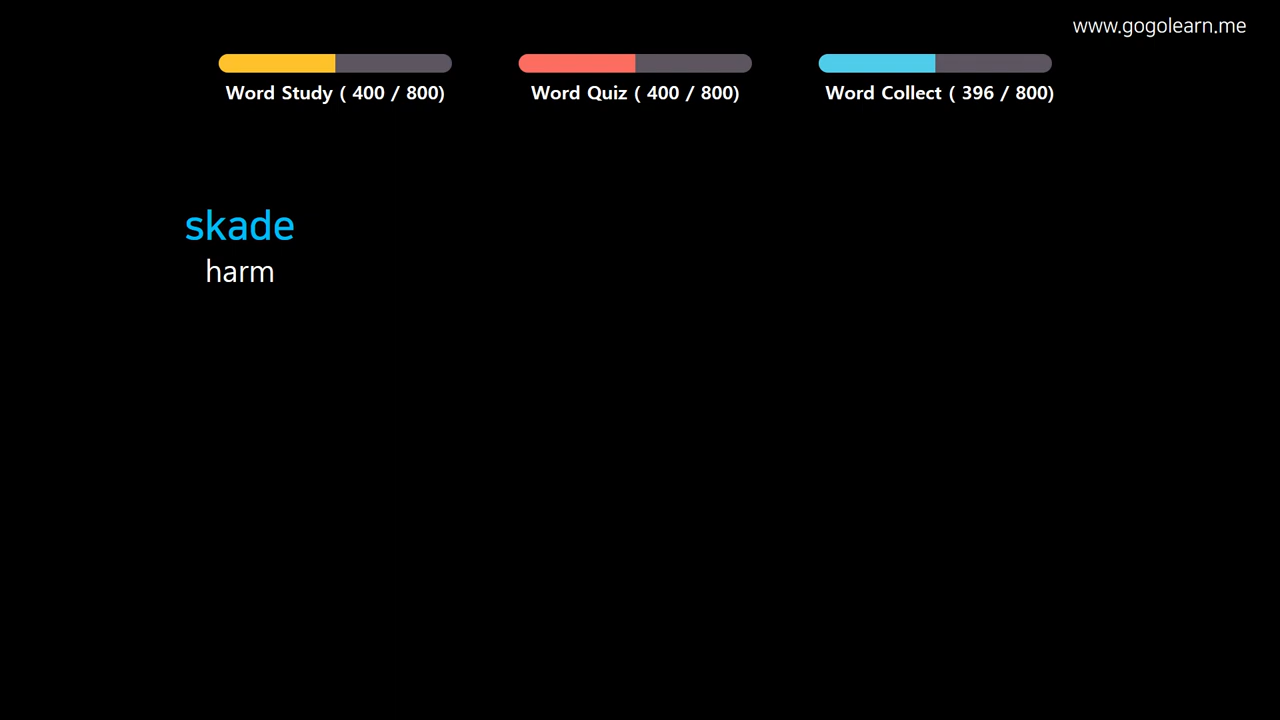 www.gogolearn.me
Word Study ( 400 / 800)
Word Quiz ( 400 / 800)
Word Collect ( 396 / 800)
skade
harm